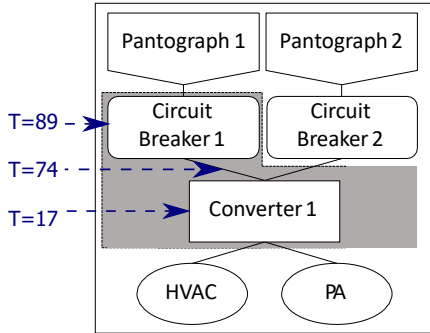 Pantograph 1
Pantograph 2
T=89
Circuit
Breaker 1
Circuit
Breaker 2
T=74
T=17
Converter 1
HVAC
PA